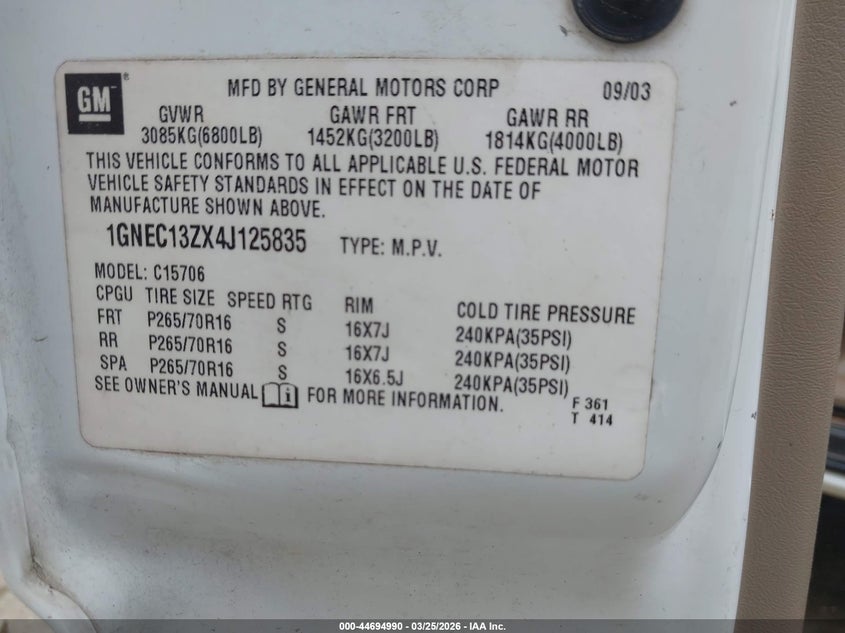 GM ®
MFD BY GENERAL MOTORS CORP 09/03
GVWR GAWR FRT GAWR RR
3085KG(6800LB) 1452KG(3200LB) 1814KG(4000LB)
THIS VEHICLE CONFORMS TO ALL APPLICABLE U.S. FEDERAL MOTOR
VEHICLE SAFETY STANDARDS IN EFFECT ON THE DATE OF
MANUFACTURE SHOWN ABOVE.
1GNEC13ZX4J125835 TYPE: M.P.V.
MODEL: C15706
CPGU TIRE SIZE SPEED RTG RIM COLD TIRE PRESSURE
FRT P265/70R16 S 16X7J 240KPA(35PSI)
RR P265/70R16 S 16X7J 240KPA(35PSI)
SPA P265/70R16 S 16X6.5J 240KPA(35PSI)
SEE OWNER'S MANUAL i FOR MORE INFORMATION.
F 361
T 414
000-44694990 — 03/25/2026 — IAA Inc.